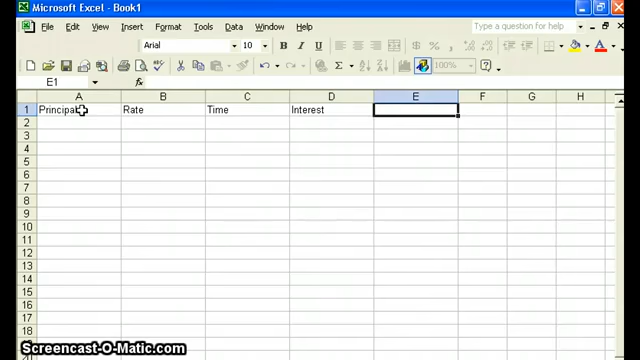 Microsoft Excel - Book1
File Edit View Insert Format Tools Data Window Help
Type a question for help
Arial 10 B I U
Σ 100%
E1 fx
A B C D E F G H
1 Principal Rate Time Interest
2
3
4
5
6
7
8
9
10
11
12
13
14
15
16
17
18
Screencast-O-Matic.com